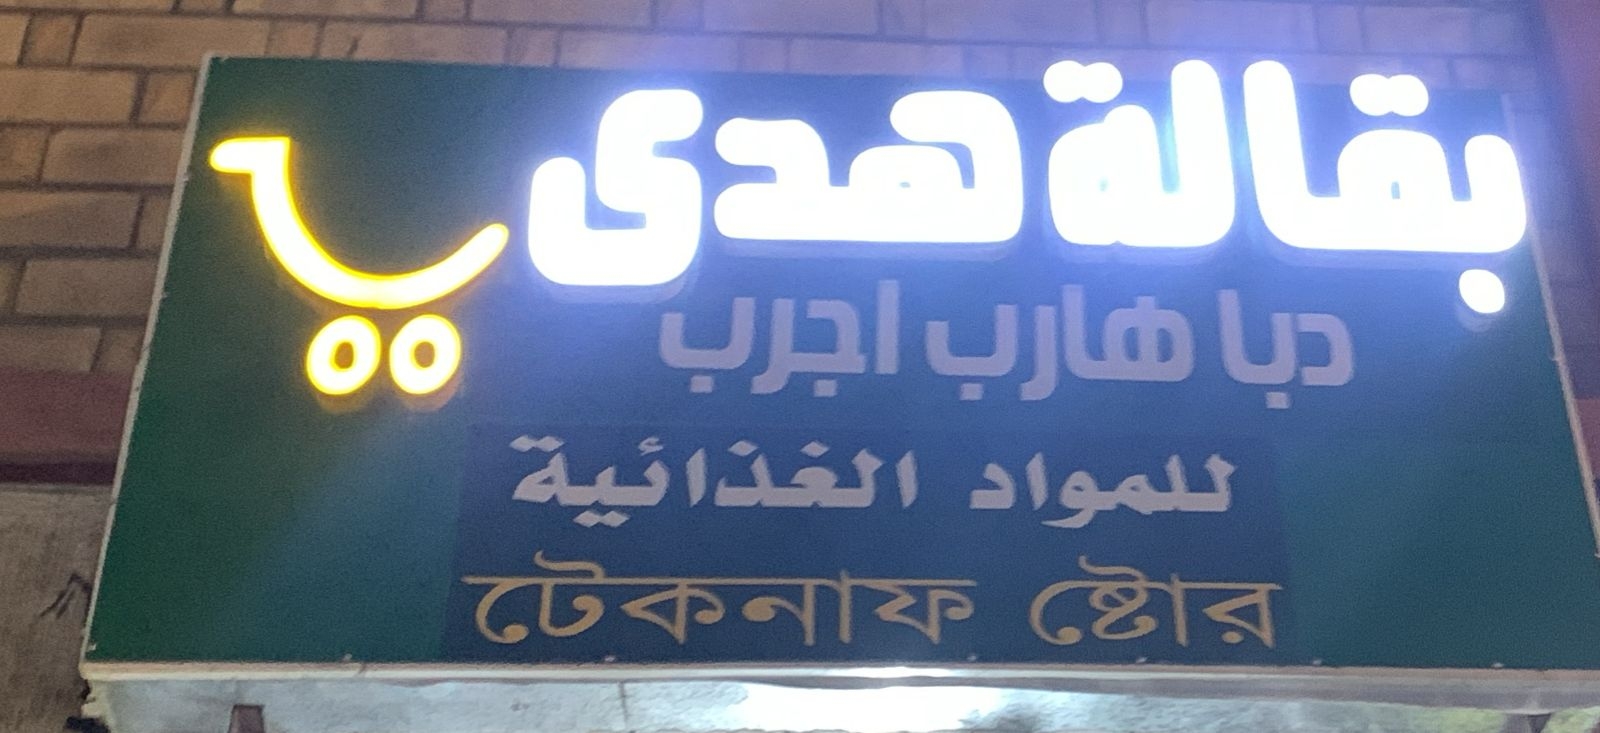 بقالة هدى
دبا هارب اجرب
للمواد الغذائية
টেকনাফ ষ্টোর